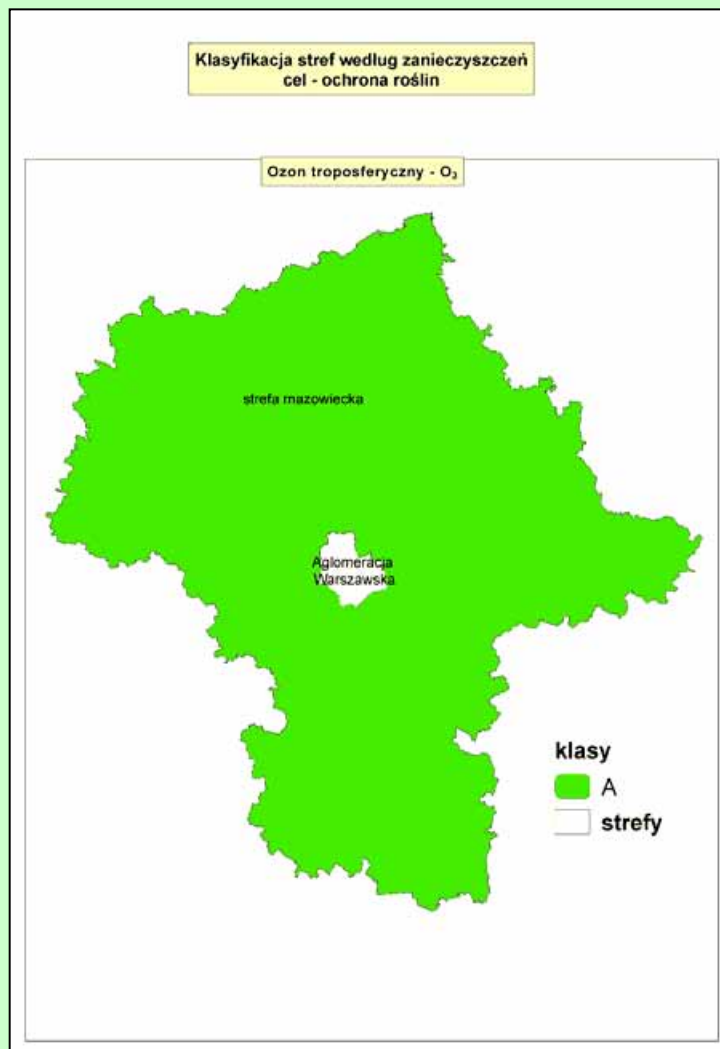 Klasyfikacja stref według zanieczyszczeń
cel - ochrona roślin
Ozon troposferyczny - O₃
strefa mazowiecka
Aglomeracja
Warszawska
klasy
A
strefy